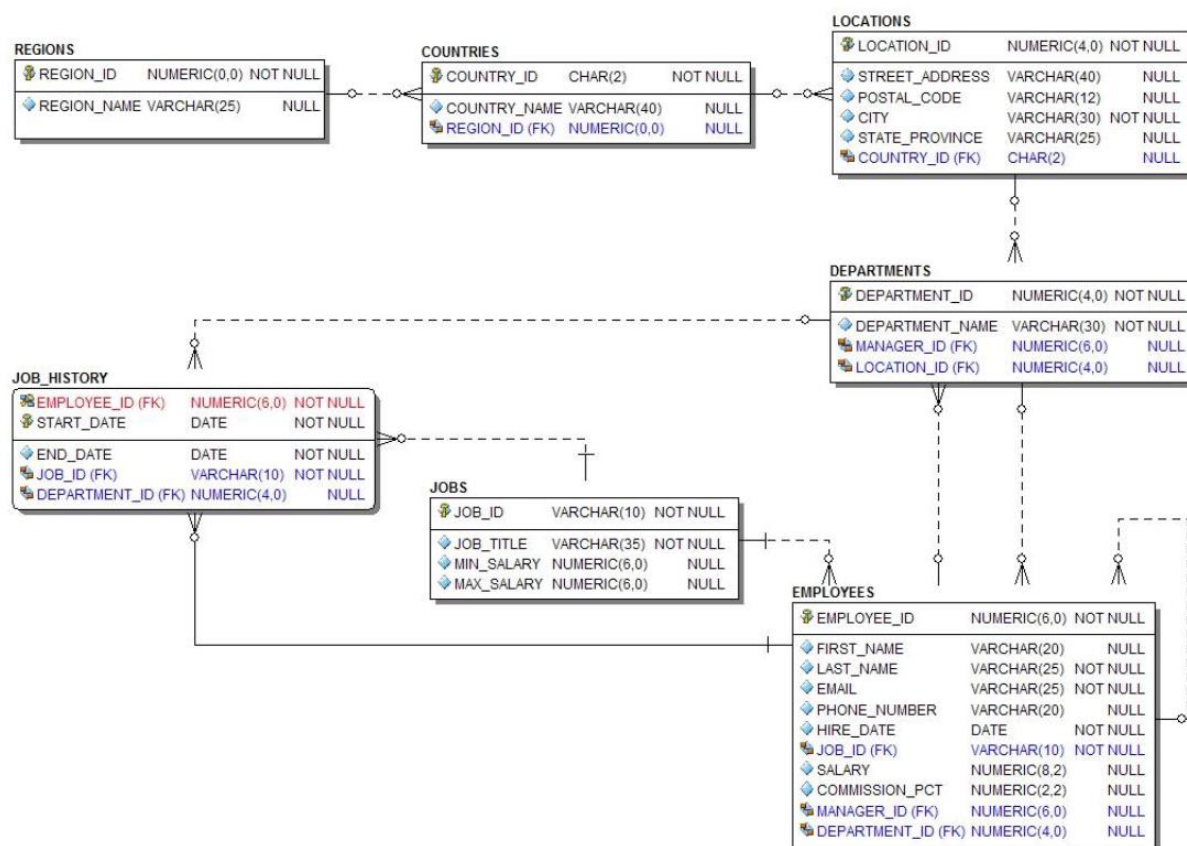 REGIONS
REGION_ID NUMERIC(0,0) NOT NULL
REGION_NAME VARCHAR(25) NULL
COUNTRIES
COUNTRY_ID CHAR(2) NOT NULL
COUNTRY_NAME VARCHAR(40) NULL
REGION_ID (FK) NUMERIC(0,0) NULL
LOCATIONS
LOCATION_ID NUMERIC(4,0) NOT NULL
STREET_ADDRESS VARCHAR(40) NULL
POSTAL_CODE VARCHAR(12) NULL
CITY VARCHAR(30) NOT NULL
STATE_PROVINCE VARCHAR(25) NULL
COUNTRY_ID (FK) CHAR(2) NULL
DEPARTMENTS
DEPARTMENT_ID NUMERIC(4,0) NOT NULL
DEPARTMENT_NAME VARCHAR(30) NOT NULL
MANAGER_ID (FK) NUMERIC(6,0) NULL
LOCATION_ID (FK) NUMERIC(4,0) NULL
JOB_HISTORY
EMPLOYEE_ID (FK) NUMERIC(6,0) NOT NULL
START_DATE DATE NOT NULL
END_DATE DATE NOT NULL
JOB_ID (FK) VARCHAR(10) NOT NULL
DEPARTMENT_ID (FK) NUMERIC(4,0) NULL
JOBS
JOB_ID VARCHAR(10) NOT NULL
JOB_TITLE VARCHAR(35) NOT NULL
MIN_SALARY NUMERIC(6,0) NULL
MAX_SALARY NUMERIC(6,0) NULL
EMPLOYEES
EMPLOYEE_ID NUMERIC(6,0) NOT NULL
FIRST_NAME VARCHAR(20) NULL
LAST_NAME VARCHAR(25) NOT NULL
EMAIL VARCHAR(25) NOT NULL
PHONE_NUMBER VARCHAR(20) NULL
HIRE_DATE DATE NOT NULL
JOB_ID (FK) VARCHAR(10) NOT NULL
SALARY NUMERIC(8,2) NULL
COMMISSION_PCT NUMERIC(2,2) NULL
MANAGER_ID (FK) NUMERIC(6,0) NULL
DEPARTMENT_ID (FK) NUMERIC(4,0) NULL